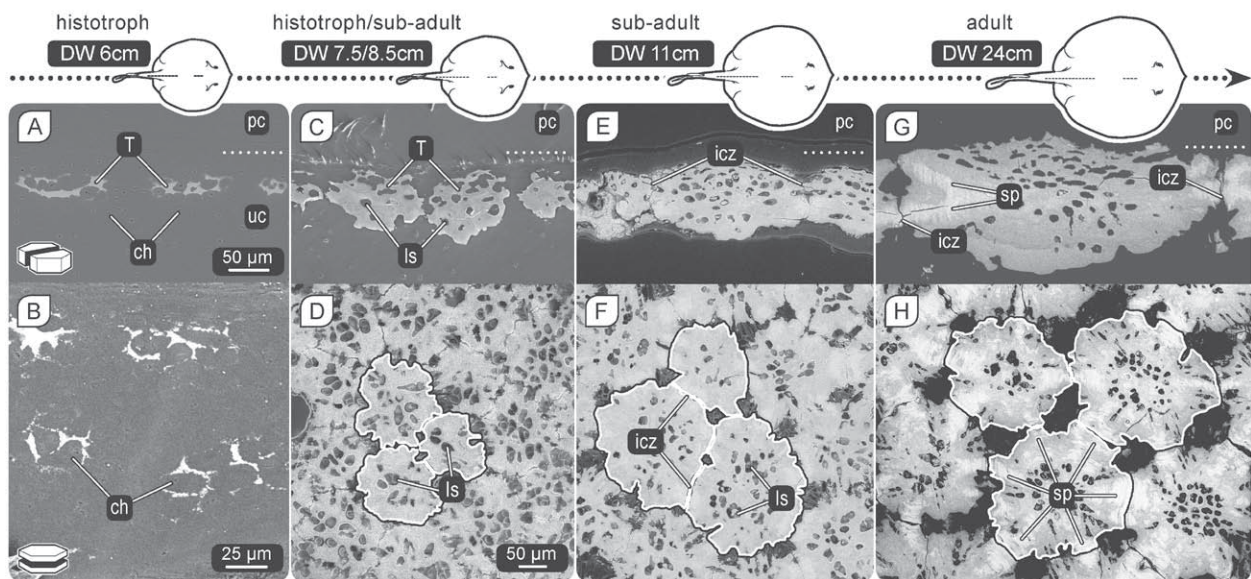 histotroph
DW 6cm
histotroph/sub-adult
DW 7.5/8.5cm
sub-adult
DW 11cm
adult
DW 24cm
A
pc
T
uc
ch
50 µm
C
pc
T
ls
E
pc
icz
G
pc
icz
sp
icz
B
ch
25 µm
D
ls
50 µm
F
icz
ls
H
sp